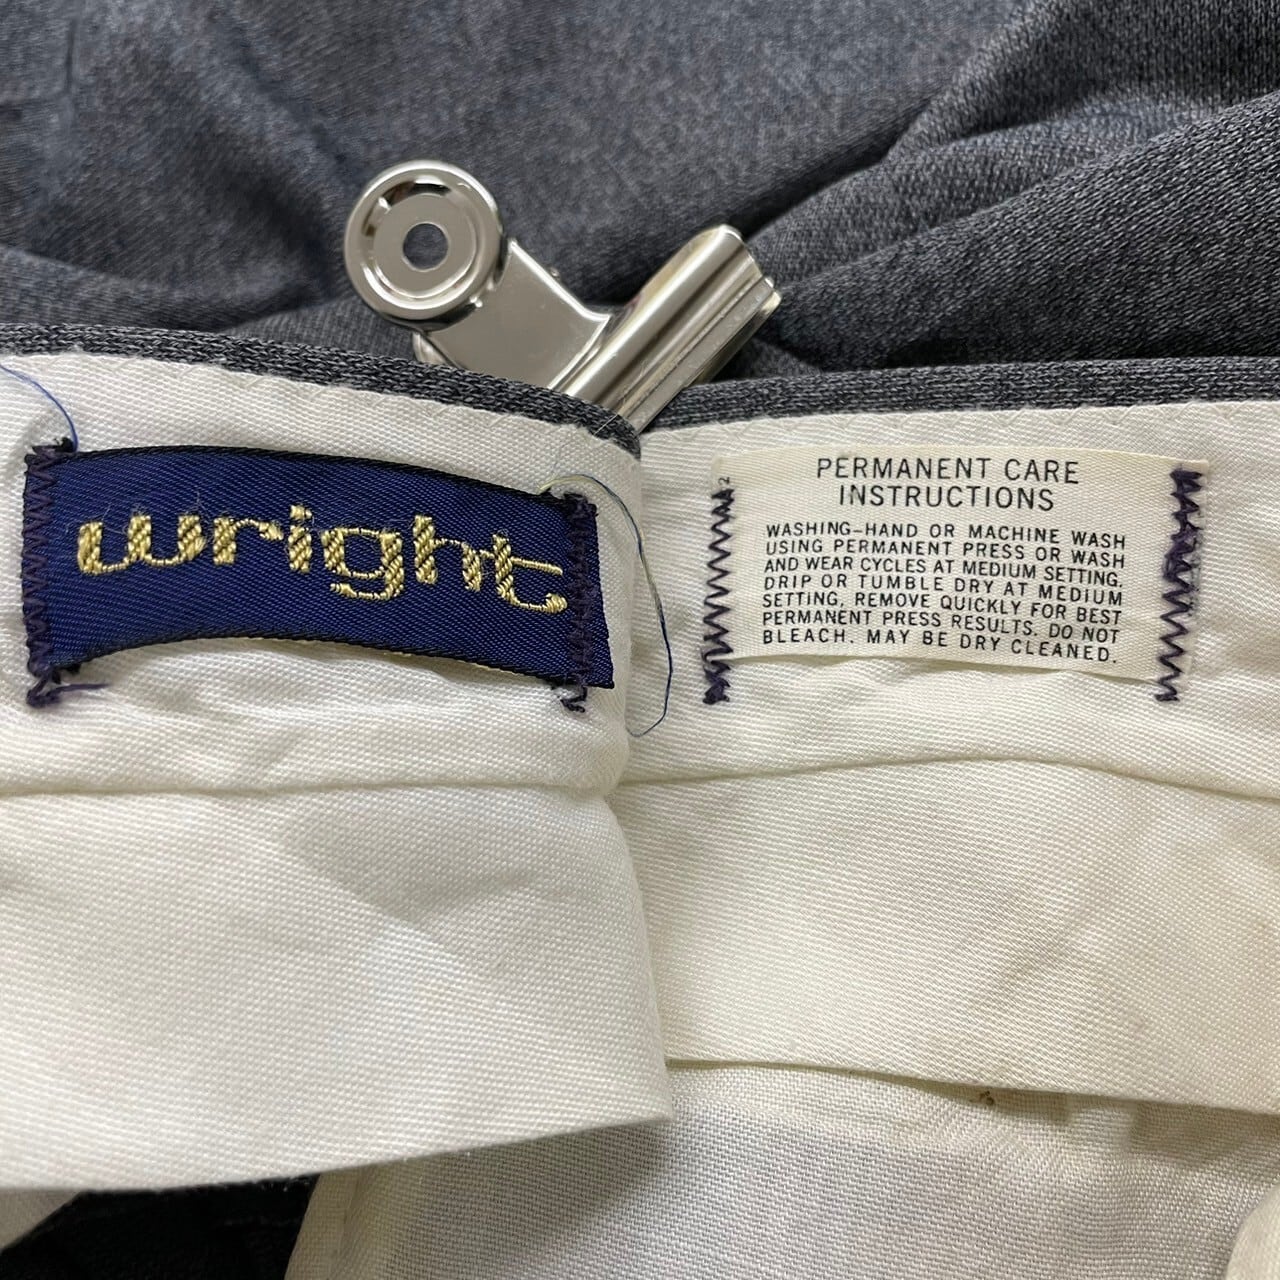 wright
2
PERMANENT CARE
INSTRUCTIONS
WASHING-HAND OR MACHINE WASH
USING PERMANENT PRESS OR WASH
AND WEAR CYCLES AT MEDIUM SETTING.
DRIP OR TUMBLE DRY AT MEDIUM
SETTING, REMOVE QUICKLY FOR BEST
PERMANENT PRESS RESULTS. DO NOT
BLEACH. MAY BE DRY CLEANED.